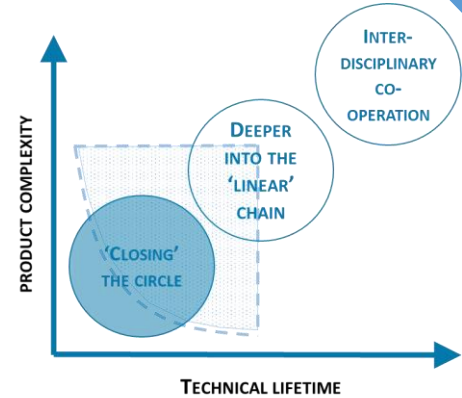 INTER-
DISCIPLINARY
CO-
OPERATION
DEEPER
INTO THE
'LINEAR'
CHAIN
'CLOSING'
THE CIRCLE
PRODUCT COMPLEXITY
TECHNICAL LIFETIME